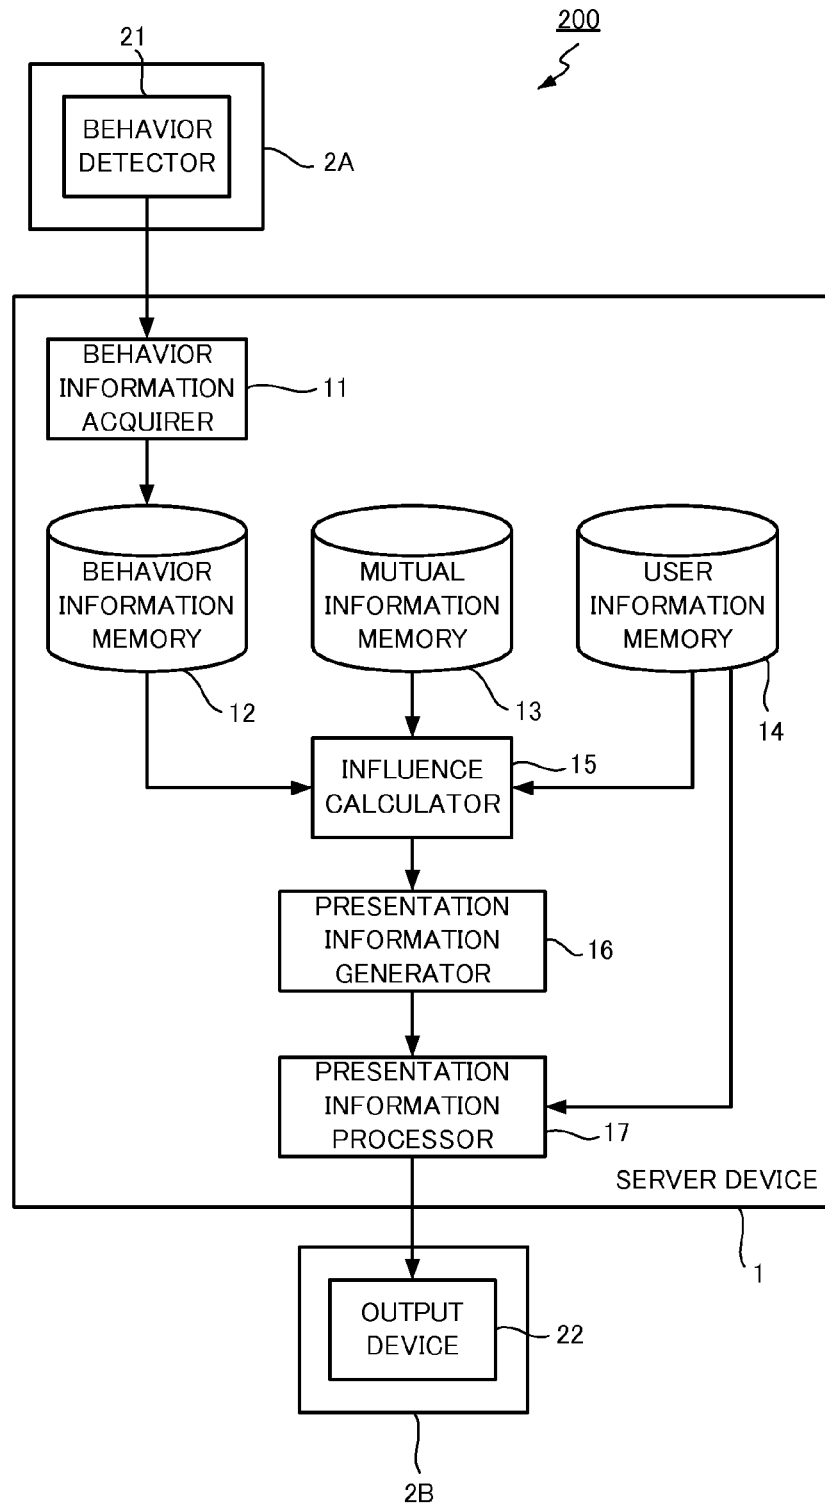 200
21
BEHAVIOR
DETECTOR
2A
BEHAVIOR
INFORMATION
ACQUIRER
11
BEHAVIOR
INFORMATION
MEMORY
12
MUTUAL
INFORMATION
MEMORY
13
USER
INFORMATION
MEMORY
14
INFLUENCE
CALCULATOR
15
PRESENTATION
INFORMATION
GENERATOR
16
PRESENTATION
INFORMATION
PROCESSOR
17
SERVER DEVICE
1
OUTPUT
DEVICE
22
2B